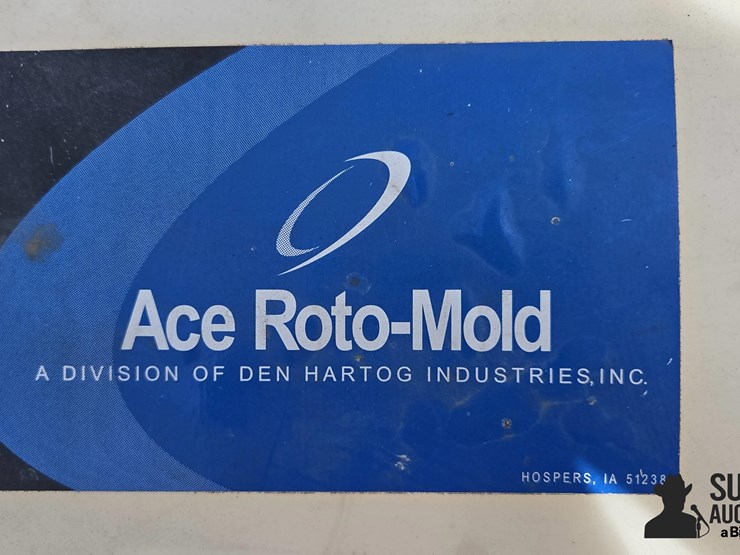 Ace Roto-Mold
A DIVISION OF DEN HARTOG INDUSTRIES, INC.
HOSPERS, IA 51238